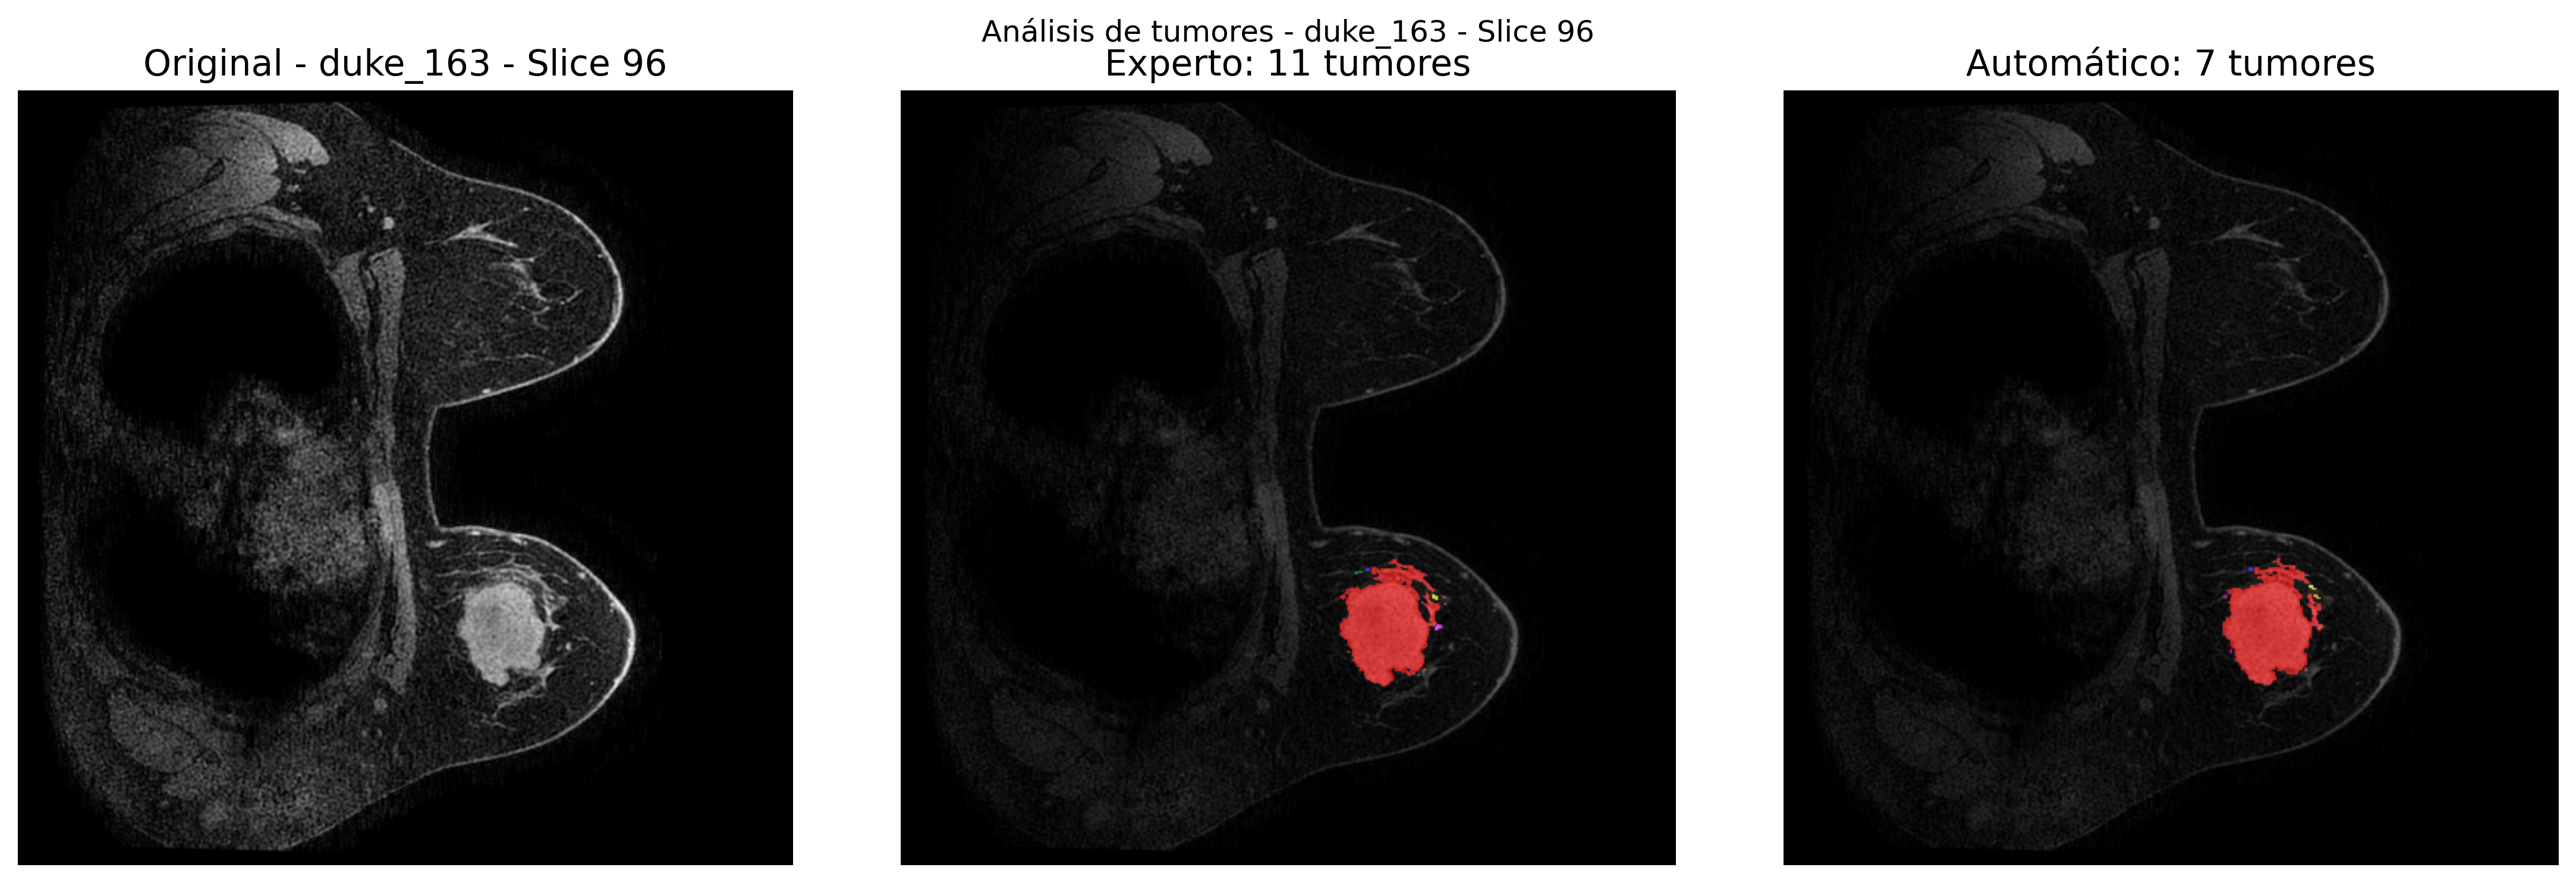 Análisis de tumores - duke_163 - Slice 96
Original - duke_163 - Slice 96
Experto: 11 tumores
Automático: 7 tumores